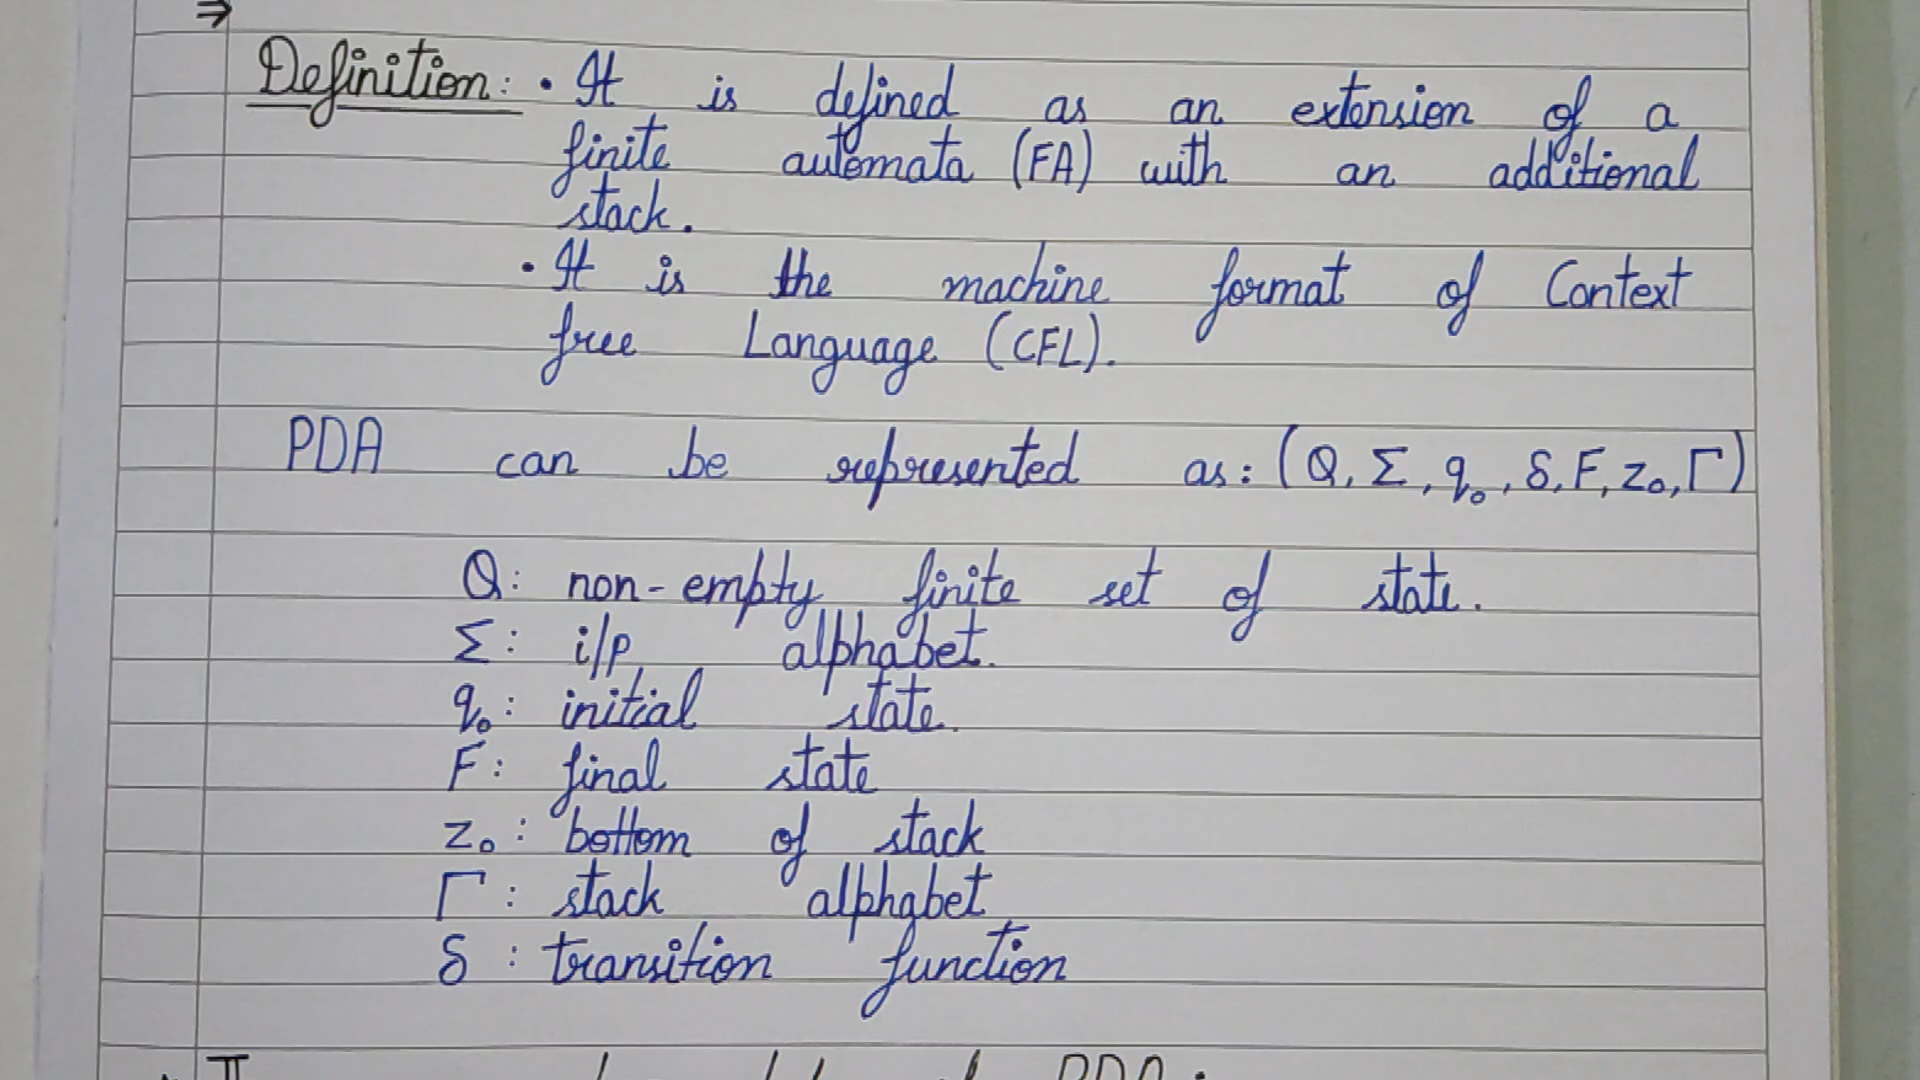 ⇒
Definition: • It is defined as an extension of a
finite automata (FA) with an additional
stack.
• It is the machine format of Context
free Language (CFL).
PDA can be represented as: (Q, Σ, q₀, δ, F, z₀, Γ)
Q: non-empty finite set of state.
Σ: i/p alphabet.
q₀: initial state.
F: final state
z₀: bottom of stack
Γ: stack alphabet
δ: transition function
PDA: